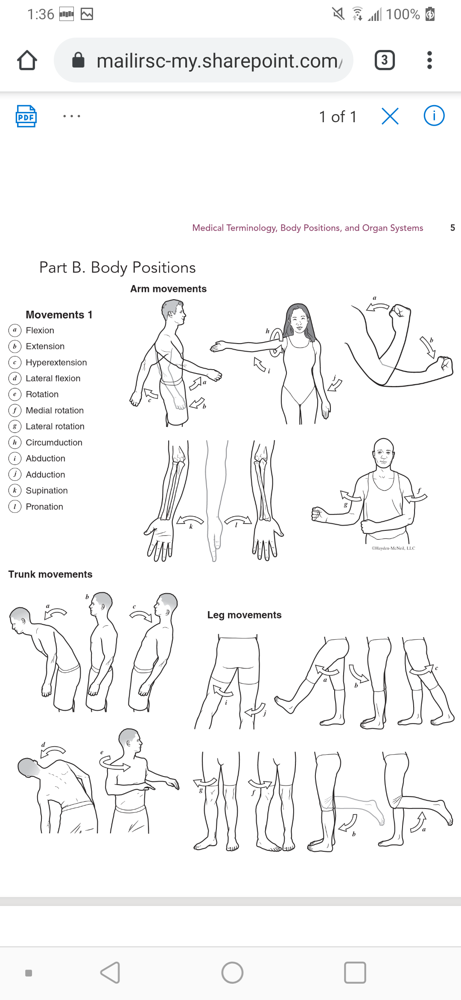 1:36
100%
mailirsc-my.sharepoint.com/
3
PDF
1 of 1
Medical Terminology, Body Positions, and Organ Systems 5
Part B. Body Positions
Arm movements
Movements 1
a Flexion
b Extension
c Hyperextension
d Lateral flexion
e Rotation
f Medial rotation
g Lateral rotation
h Circumduction
i Abduction
j Adduction
k Supination
l Pronation
a
b
c
h
i
j
a
b
k
l
g
f
©Hayden-McNeil, LLC
Trunk movements
a
b
c
d
e
Leg movements
i
j
a
b
c
g
f
b
a